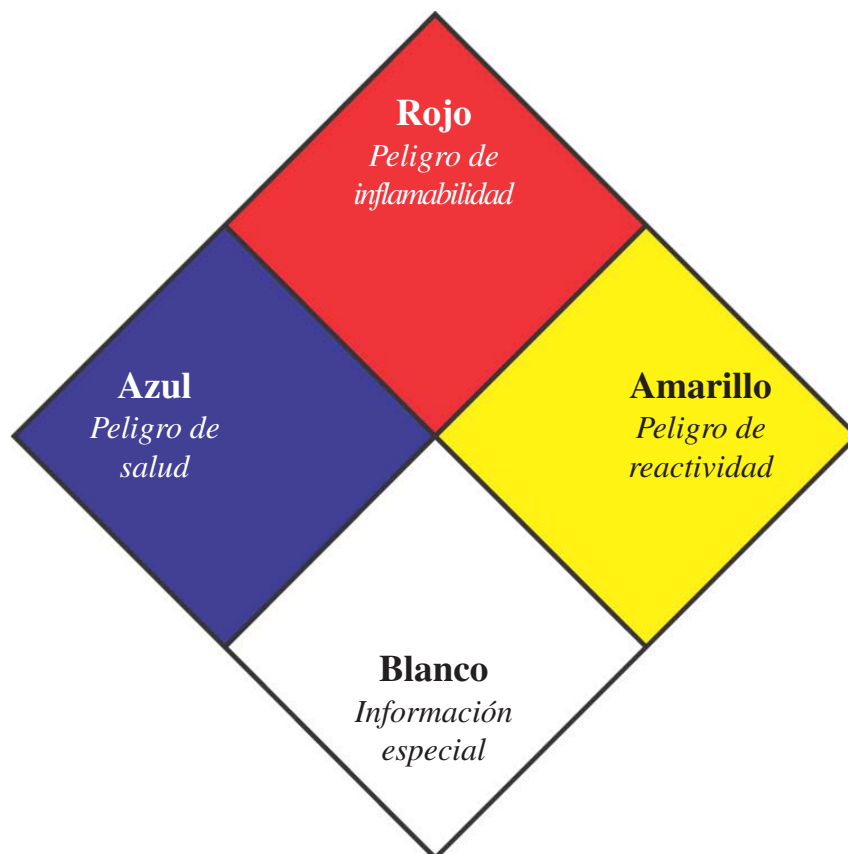 Rojo
Peligro de
inflamabilidad
Azul
Peligro de
salud
Amarillo
Peligro de
reactividad
Blanco
Información
especial